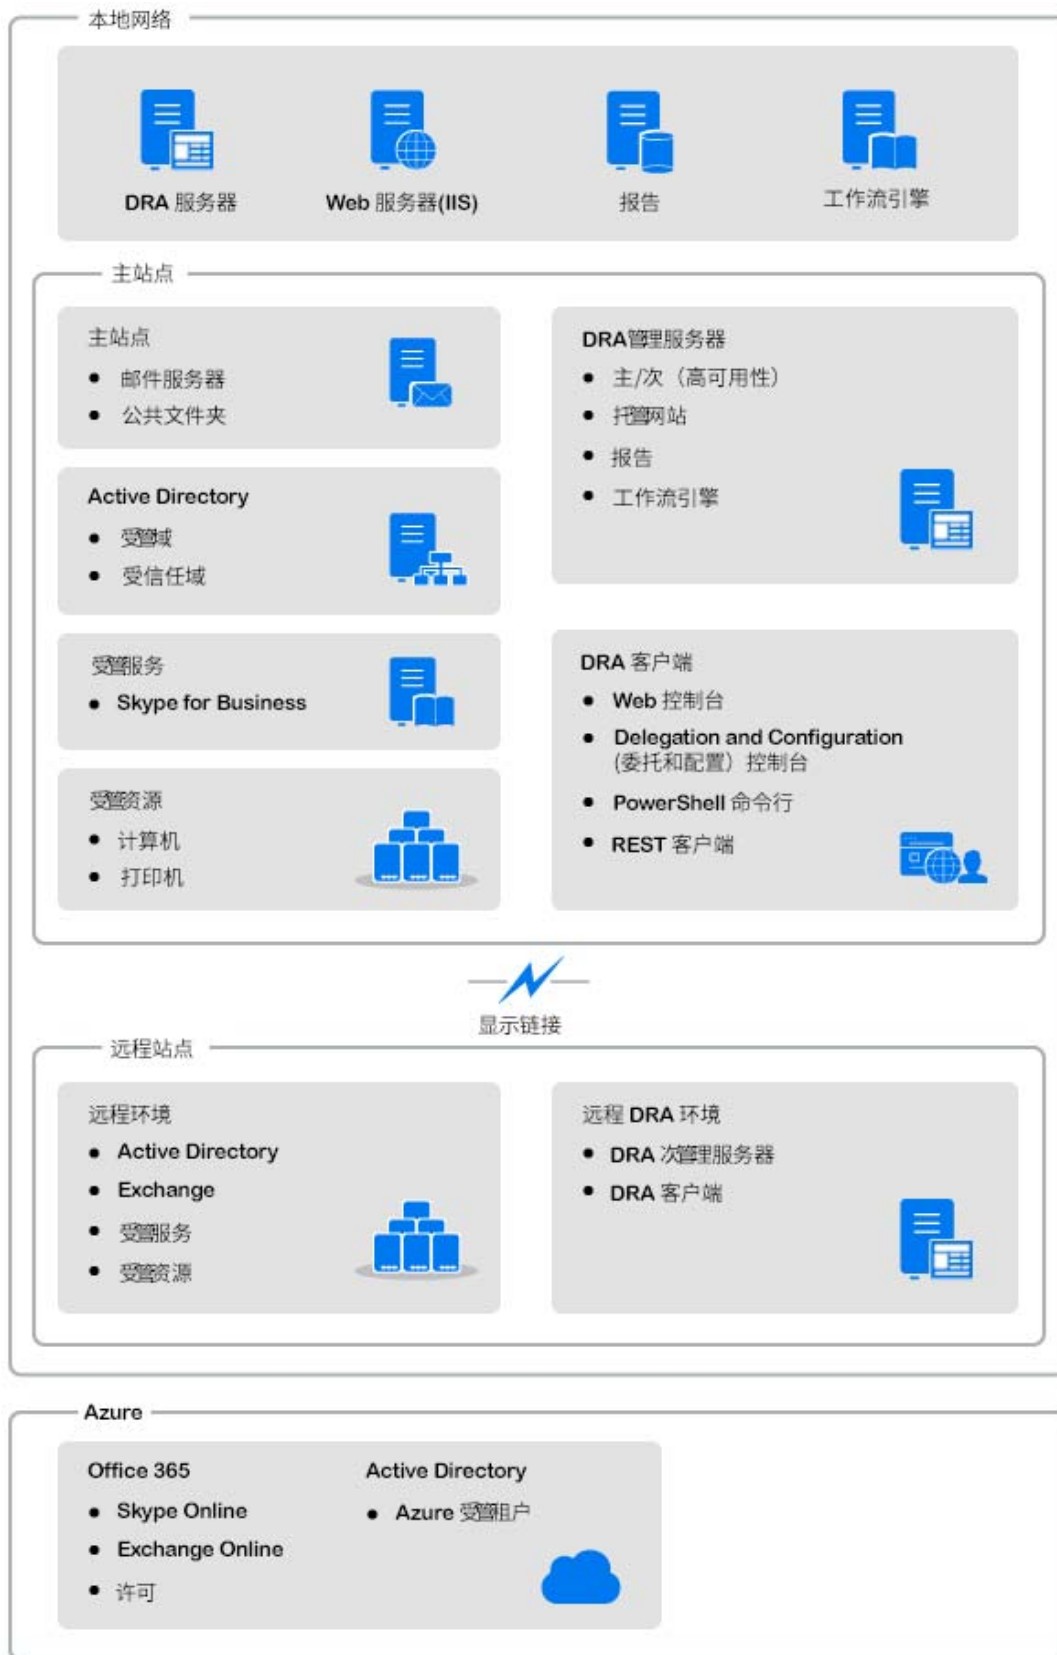 本地网络
DRA 服务器
Web 服务器(IIS)
报告
工作流引擎
主站点
主站点
邮件服务器
公共文件夹
Active Directory
受管域
受信任域
受管服务
Skype for Business
受管资源
计算机
打印机
DRA管理服务器
主/次（高可用性）
托管网站
报告
工作流引擎
DRA 客户端
Web 控制台
Delegation and Configuration
(委托和配置）控制台
PowerShell 命令行
REST 客户端
显示链接
远程站点
远程环境
Active Directory
Exchange
受管服务
受管资源
远程 DRA 环境
DRA 次管理服务器
DRA 客户端
Azure
Office 365
Skype Online
Exchange Online
许可
Active Directory
Azure 受管租户